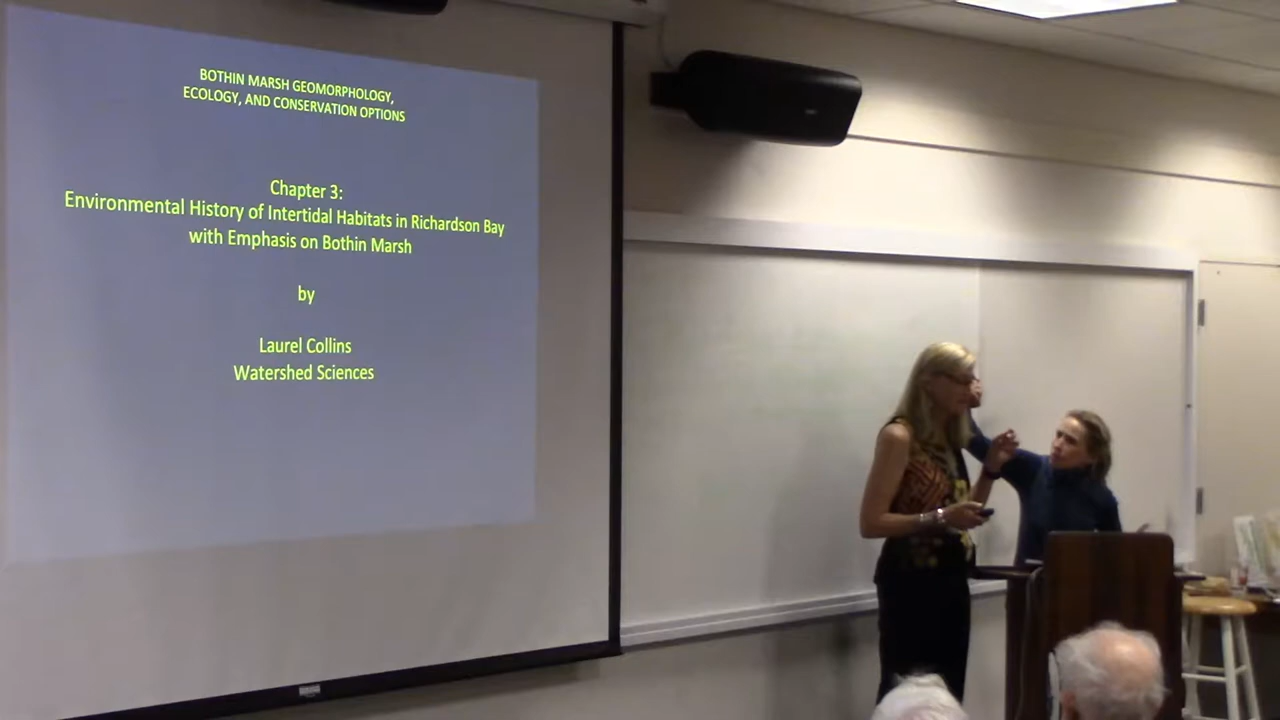 BOTHIN MARSH GEOMORPHOLOGY,
ECOLOGY, AND CONSERVATION OPTIONS
Chapter 3:
Environmental History of Intertidal Habitats in Richardson Bay
with Emphasis on Bothin Marsh
by
Laurel Collins
Watershed Sciences